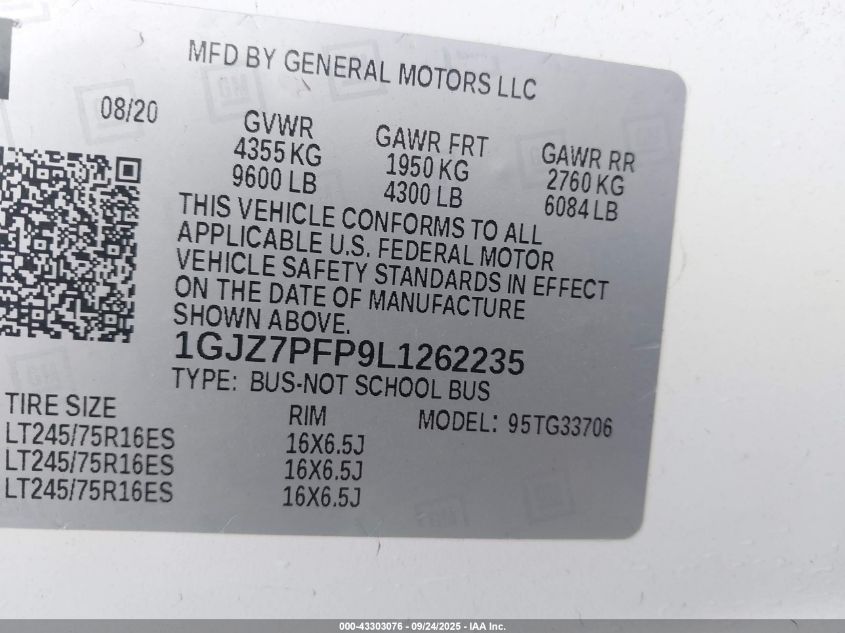 MFD BY GENERAL MOTORS LLC
08/20
GVWR
4355 KG
9600 LB
GAWR FRT
1950 KG
4300 LB
GAWR RR
2760 KG
6084 LB
THIS VEHICLE CONFORMS TO ALL
APPLICABLE U.S. FEDERAL MOTOR
VEHICLE SAFETY STANDARDS IN EFFECT
ON THE DATE OF MANUFACTURE
SHOWN ABOVE.
1GJZ7PFP9L1262235
TYPE: BUS-NOT SCHOOL BUS
MODEL: 95TG33706
TIRE SIZE
LT245/75R16ES
LT245/75R16ES
LT245/75R16ES
RIM
16X6.5J
16X6.5J
16X6.5J
000-43303076 - 09/24/2025 - IAA Inc.